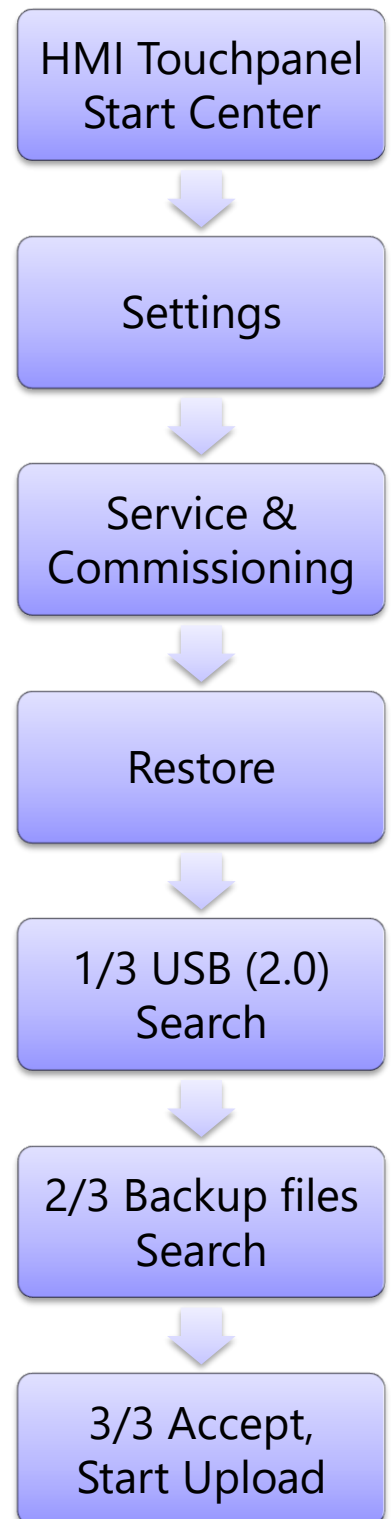 HMI Touchpanel
Start Center
Settings
Service &
Commissioning
Restore
1/3 USB (2.0)
Search
2/3 Backup files
Search
3/3 Accept,
Start Upload